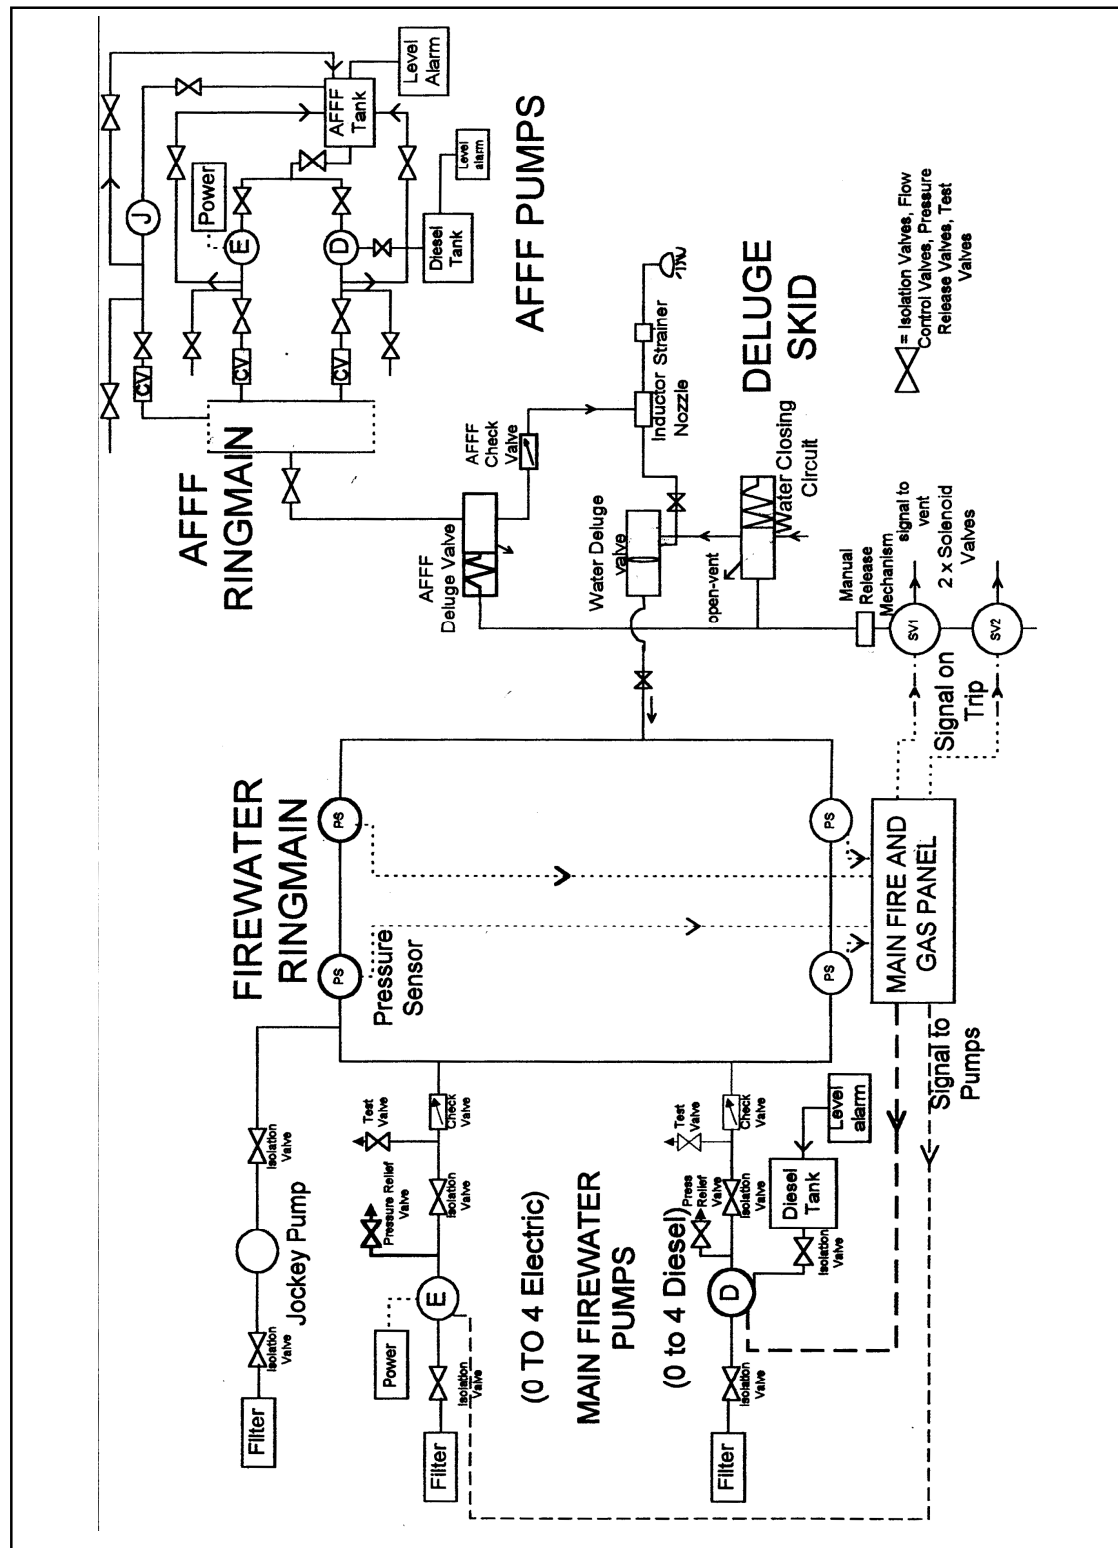 FIREWATER
RINGMAIN
AFFF
RINGMAIN
AFFF PUMPS
DELUGE
SKID
Filter
Isolation
Valve
Jockey Pump
Isolation
Valve
Pressure
Sensor
PS
PS
PS
PS
Filter
Isolation
Valve
Power
E
Pressure Relief
Valve
Isolation
Valve
Test
Valve
Check
Valve
(0 TO 4 Electric)
MAIN FIREWATER
PUMPS
(0 to 4 Diesel)
Filter
Isolation
Valve
D
Press
Relief
Valve
Isolation
Valve
Test
Valve
Check
Valve
Isolation
Valve
Diesel
Tank
Level
alarm
Signal to
Pumps
MAIN FIRE AND
GAS PANEL
Signal on
Trip
SV1
SV2
signal to
vent
2 x Solenoid
Valves
Manual
Release
Mechanism
open-vent
Water Closing
Circuit
Water Deluge
valve
AFFF
Deluge Valve
AFFF
Check
Valve
Inductor
Nozzle
Strainer
CV
CV
CV
J
E
D
Power
AFFF
Tank
Level
Alarm
Diesel
Tank
Level
alarm
= Isolation Valves, Flow
Control Valves, Pressure
Release Valves, Test
Valves